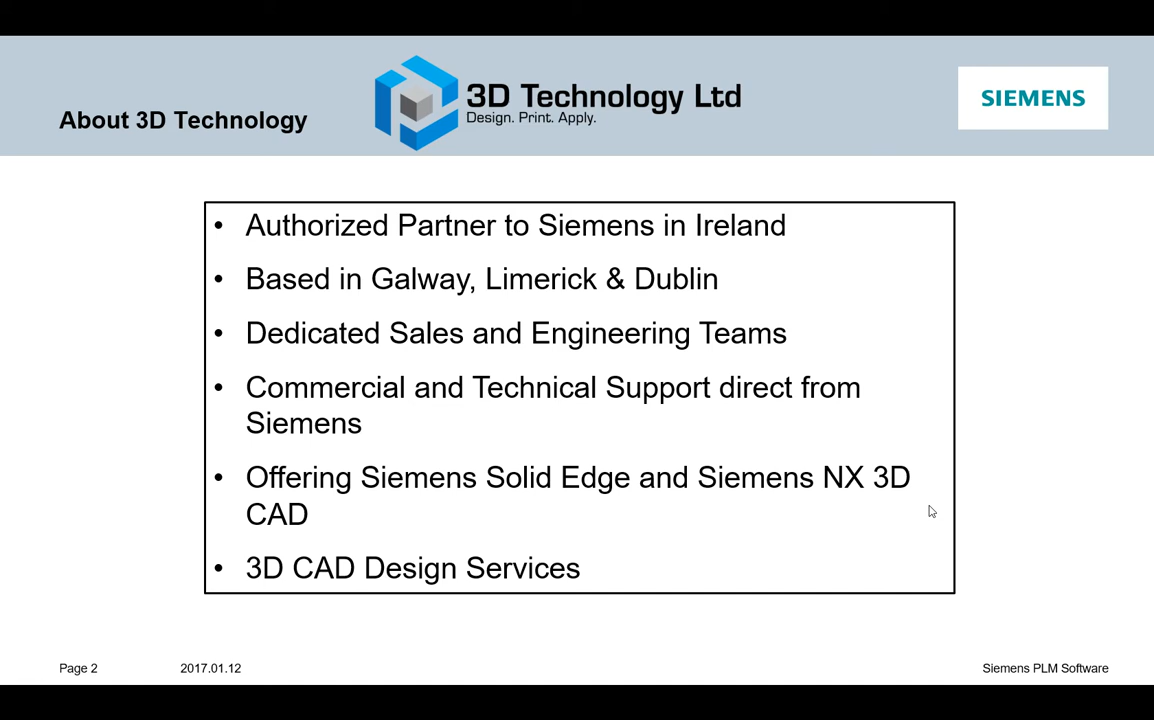 About 3D Technology
3D Technology Ltd
Design. Print. Apply.
SIEMENS
• Authorized Partner to Siemens in Ireland
• Based in Galway, Limerick & Dublin
• Dedicated Sales and Engineering Teams
• Commercial and Technical Support direct from
Siemens
• Offering Siemens Solid Edge and Siemens NX 3D
CAD
• 3D CAD Design Services
Page 2
2017.01.12
Siemens PLM Software